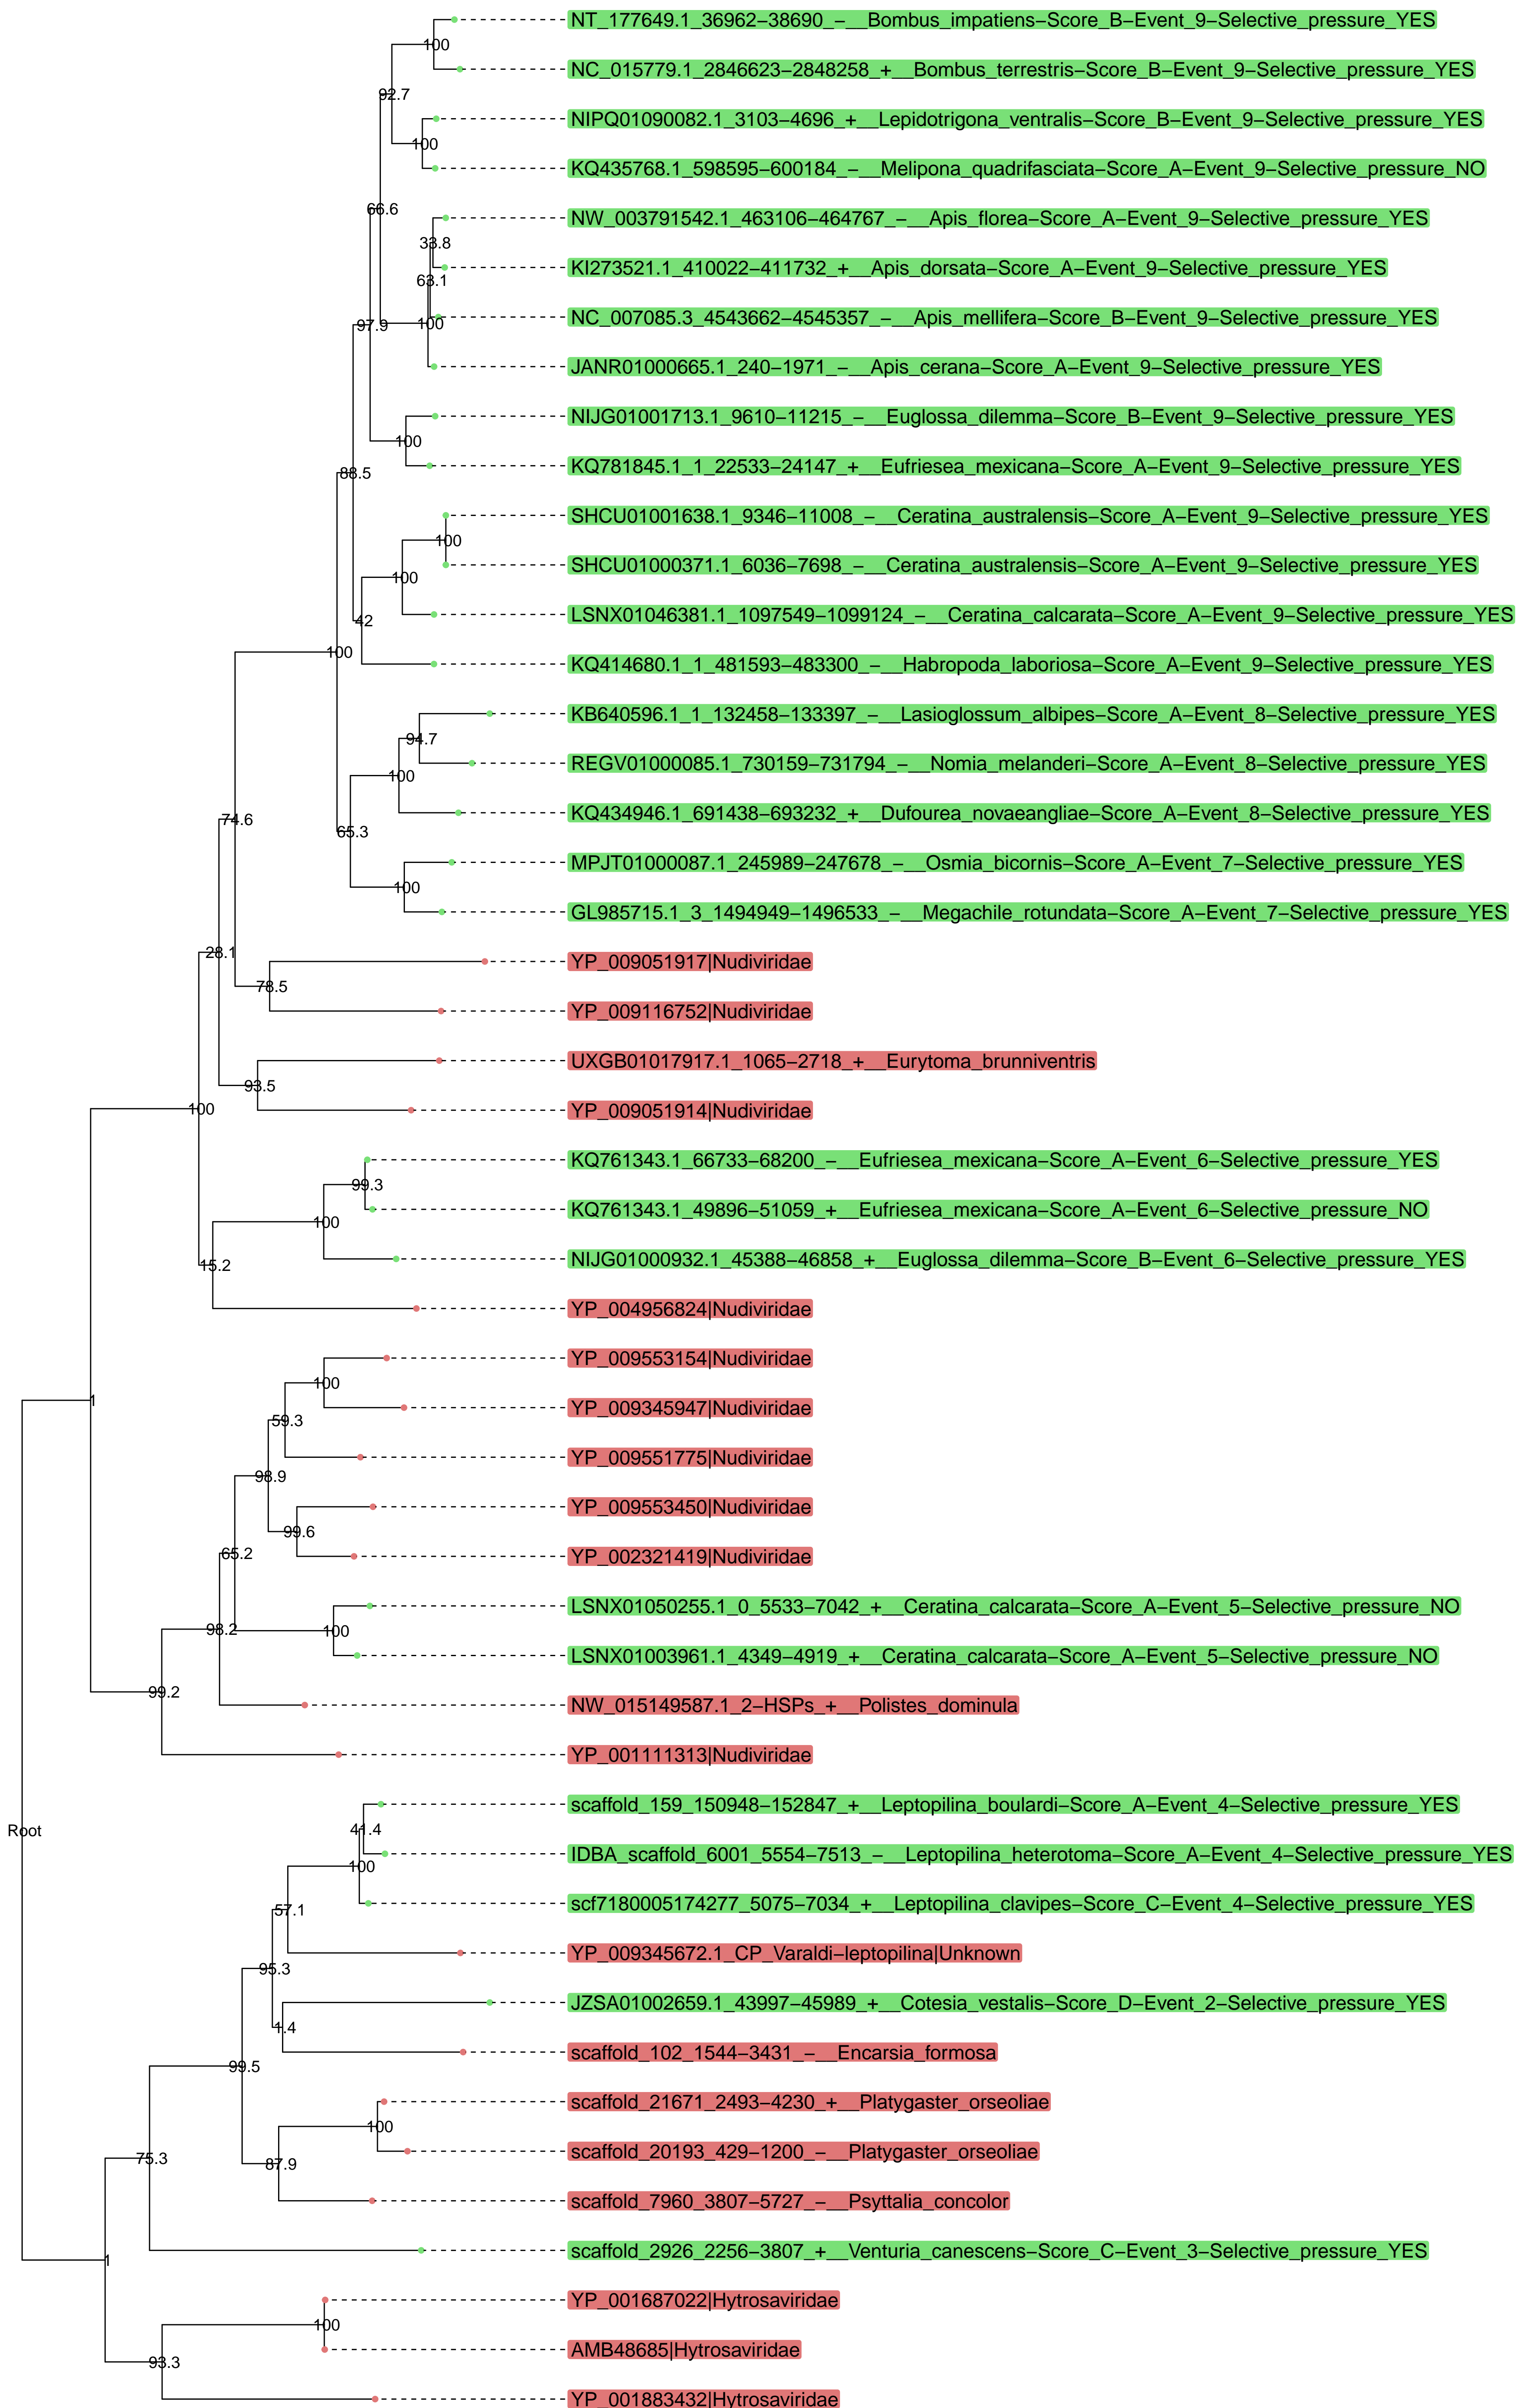 NT_177649.1_36962−38690_−__Bombus_impatiens−Score_B−Event_9−Selective_pressure_YES
100
NC_015779.1_2846623−2848258_+__Bombus_terrestris−Score_B−Event_9−Selective_pressure_YES
92.7
NIPQ01090082.1_3103−4696_+__Lepidotrigona_ventralis−Score_B−Event_9−Selective_pressure_YES
100
KQ435768.1_598595−600184_−__Melipona_quadrifasciata−Score_A−Event_9−Selective_pressure_NO
66.6
NW_003791542.1_463106−464767_−__Apis_florea−Score_A−Event_9−Selective_pressure_YES
33.8
KI273521.1_410022−411732_+__Apis_dorsata−Score_A−Event_9−Selective_pressure_YES
63.1
NC_007085.3_4543662−4545357_−__Apis_mellifera−Score_B−Event_9−Selective_pressure_YES
97.9
100
JANR01000665.1_240−1971_−__Apis_cerana−Score_A−Event_9−Selective_pressure_YES
NIJG01001713.1_9610−11215_−__Euglossa_dilemma−Score_B−Event_9−Selective_pressure_YES
100
KQ781845.1_1_22533−24147_+__Eufriesea_mexicana−Score_A−Event_9−Selective_pressure_YES
88.5
SHCU01001638.1_9346−11008_−__Ceratina_australensis−Score_A−Event_9−Selective_pressure_YES
100
SHCU01000371.1_6036−7698_−__Ceratina_australensis−Score_A−Event_9−Selective_pressure_YES
100
LSNX01046381.1_1097549−1099124_−__Ceratina_calcarata−Score_A−Event_9−Selective_pressure_YES
42
100
KQ414680.1_1_481593−483300_−__Habropoda_laboriosa−Score_A−Event_9−Selective_pressure_YES
KB640596.1_1_132458−133397_−__Lasioglossum_albipes−Score_A−Event_8−Selective_pressure_YES
94.7
REGV01000085.1_730159−731794_−__Nomia_melanderi−Score_A−Event_8−Selective_pressure_YES
100
KQ434946.1_691438−693232_+__Dufourea_novaeangliae−Score_A−Event_8−Selective_pressure_YES
74.6
65.3
MPJT01000087.1_245989−247678_−__Osmia_bicornis−Score_A−Event_7−Selective_pressure_YES
100
GL985715.1_3_1494949−1496533_−__Megachile_rotundata−Score_A−Event_7−Selective_pressure_YES
28.1
YP_009051917|Nudiviridae
78.5
YP_009116752|Nudiviridae
UXGB01017917.1_1065−2718_+__Eurytoma_brunniventris
93.5
YP_009051914|Nudiviridae
100
KQ761343.1_66733−68200_−__Eufriesea_mexicana−Score_A−Event_6−Selective_pressure_YES
99.3
KQ761343.1_49896−51059_+__Eufriesea_mexicana−Score_A−Event_6−Selective_pressure_NO
100
NIJG01000932.1_45388−46858_+__Euglossa_dilemma−Score_B−Event_6−Selective_pressure_YES
15.2
YP_004956824|Nudiviridae
YP_009553154|Nudiviridae
100
1
YP_009345947|Nudiviridae
59.3
YP_009551775|Nudiviridae
98.9
YP_009553450|Nudiviridae
99.6
65.2
YP_002321419|Nudiviridae
LSNX01050255.1_0_5533−7042_+__Ceratina_calcarata−Score_A−Event_5−Selective_pressure_NO
98.2
100
LSNX01003961.1_4349−4919_+__Ceratina_calcarata−Score_A−Event_5−Selective_pressure_NO
99.2
NW_015149587.1_2−HSPs_+__Polistes_dominula
YP_001111313|Nudiviridae
scaffold_159_150948−152847_+__Leptopilina_boulardi−Score_A−Event_4−Selective_pressure_YES
Root
41.4
IDBA_scaffold_6001_5554−7513_−__Leptopilina_heterotoma−Score_A−Event_4−Selective_pressure_YES
100
scf7180005174277_5075−7034_+__Leptopilina_clavipes−Score_C−Event_4−Selective_pressure_YES
57.1
YP_009345672.1_CP_Varaldi−leptopilina|Unknown
95.3
JZSA01002659.1_43997−45989_+__Cotesia_vestalis−Score_D−Event_2−Selective_pressure_YES
1.4
scaffold_102_1544−3431_−__Encarsia_formosa
99.5
scaffold_21671_2493−4230_+__Platygaster_orseoliae
100
scaffold_20193_429−1200_−__Platygaster_orseoliae
75.3
87.9
scaffold_7960_3807−5727_−__Psyttalia_concolor
scaffold_2926_2256−3807_+__Venturia_canescens−Score_C−Event_3−Selective_pressure_YES
1
YP_001687022|Hytrosaviridae
100
AMB48685|Hytrosaviridae
93.3
YP_001883432|Hytrosaviridae